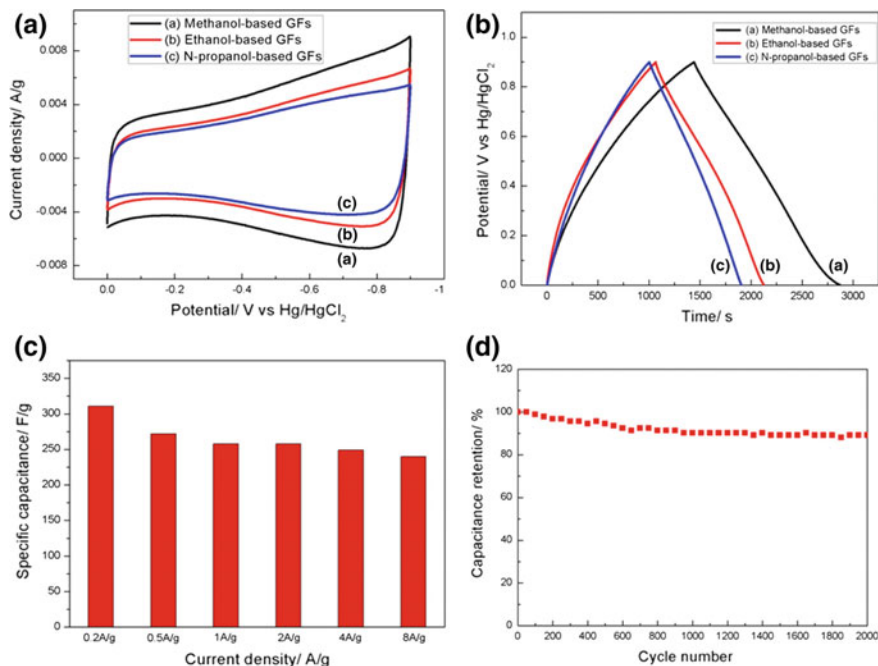 (a)
(a) Methanol-based GFs
(b) Ethanol-based GFs
(c) N-propanol-based GFs
0.008
0.004
0.000
-0.004
-0.008
Current density/ A/g
(c)
(b)
(a)
0.0 -0.2 -0.4 -0.6 -0.8 -1
Potential/ V vs Hg/HgCl2
(b)
(a) Methanol-based GFs
(b) Ethanol-based GFs
(c) N-propanol-based GFs
1.0
0.8
0.6
0.4
0.2
0.0
Potential/ V vs Hg/HgCl2
(c) (b) (a)
0 500 1000 1500 2000 2500 3000
Time/ s
(c)
400
350
300
250
200
150
100
50
0
Specific capacitance/ F/g
0.2A/g 0.5A/g 1A/g 2A/g 4A/g 8A/g
Current density/ A/g
(d)
120
100
80
60
40
20
0
Capacitance retention/ %
0 200 400 600 800 1000 1200 1400 1600 1800 2000
Cycle number